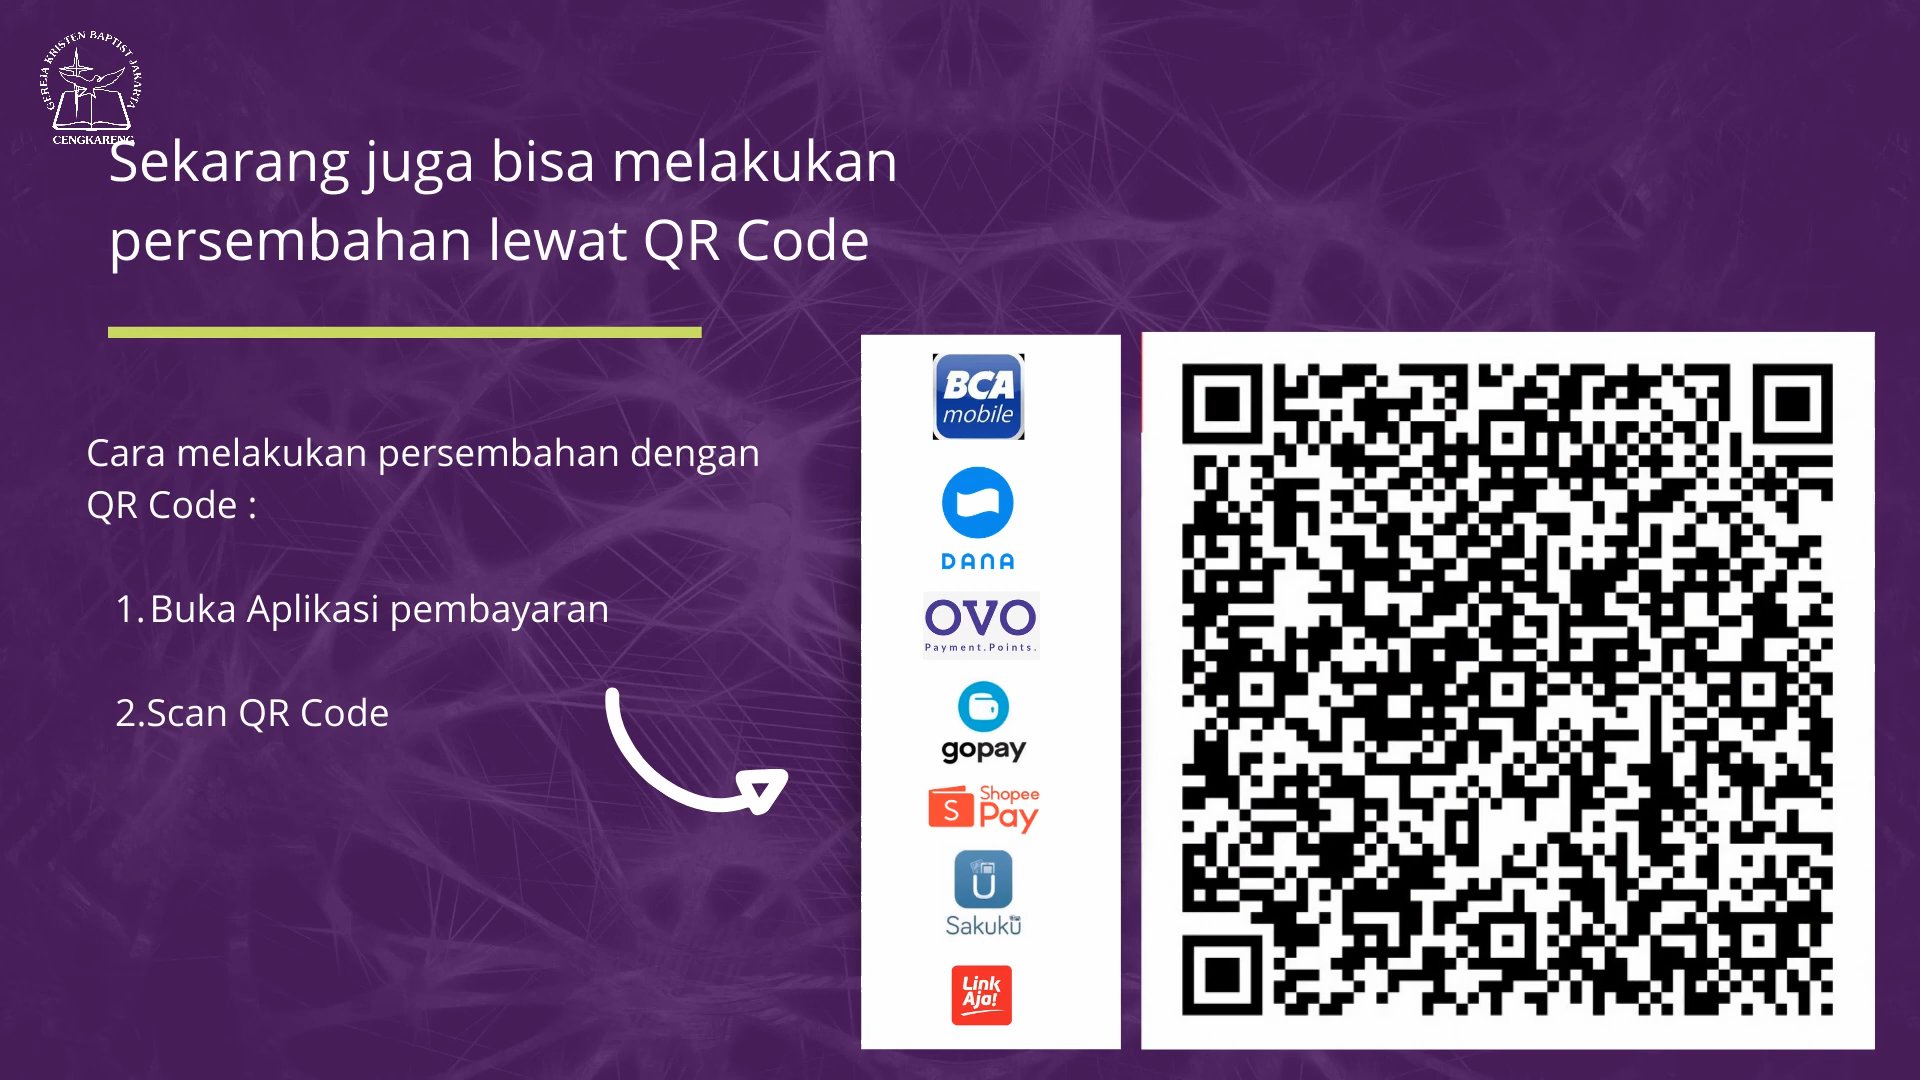 GEREJA KRISTEN BAPTIST JAKARTA
CENGKARENG
Sekarang juga bisa melakukan
persembahan lewat QR Code
Cara melakukan persembahan dengan
QR Code :
1. Buka Aplikasi pembayaran
2.Scan QR Code
BCA
mobile
DANA
OVO
Payment.Points.
gopay
S
Shopee
Pay
U
Sakuku
Link
Aja!